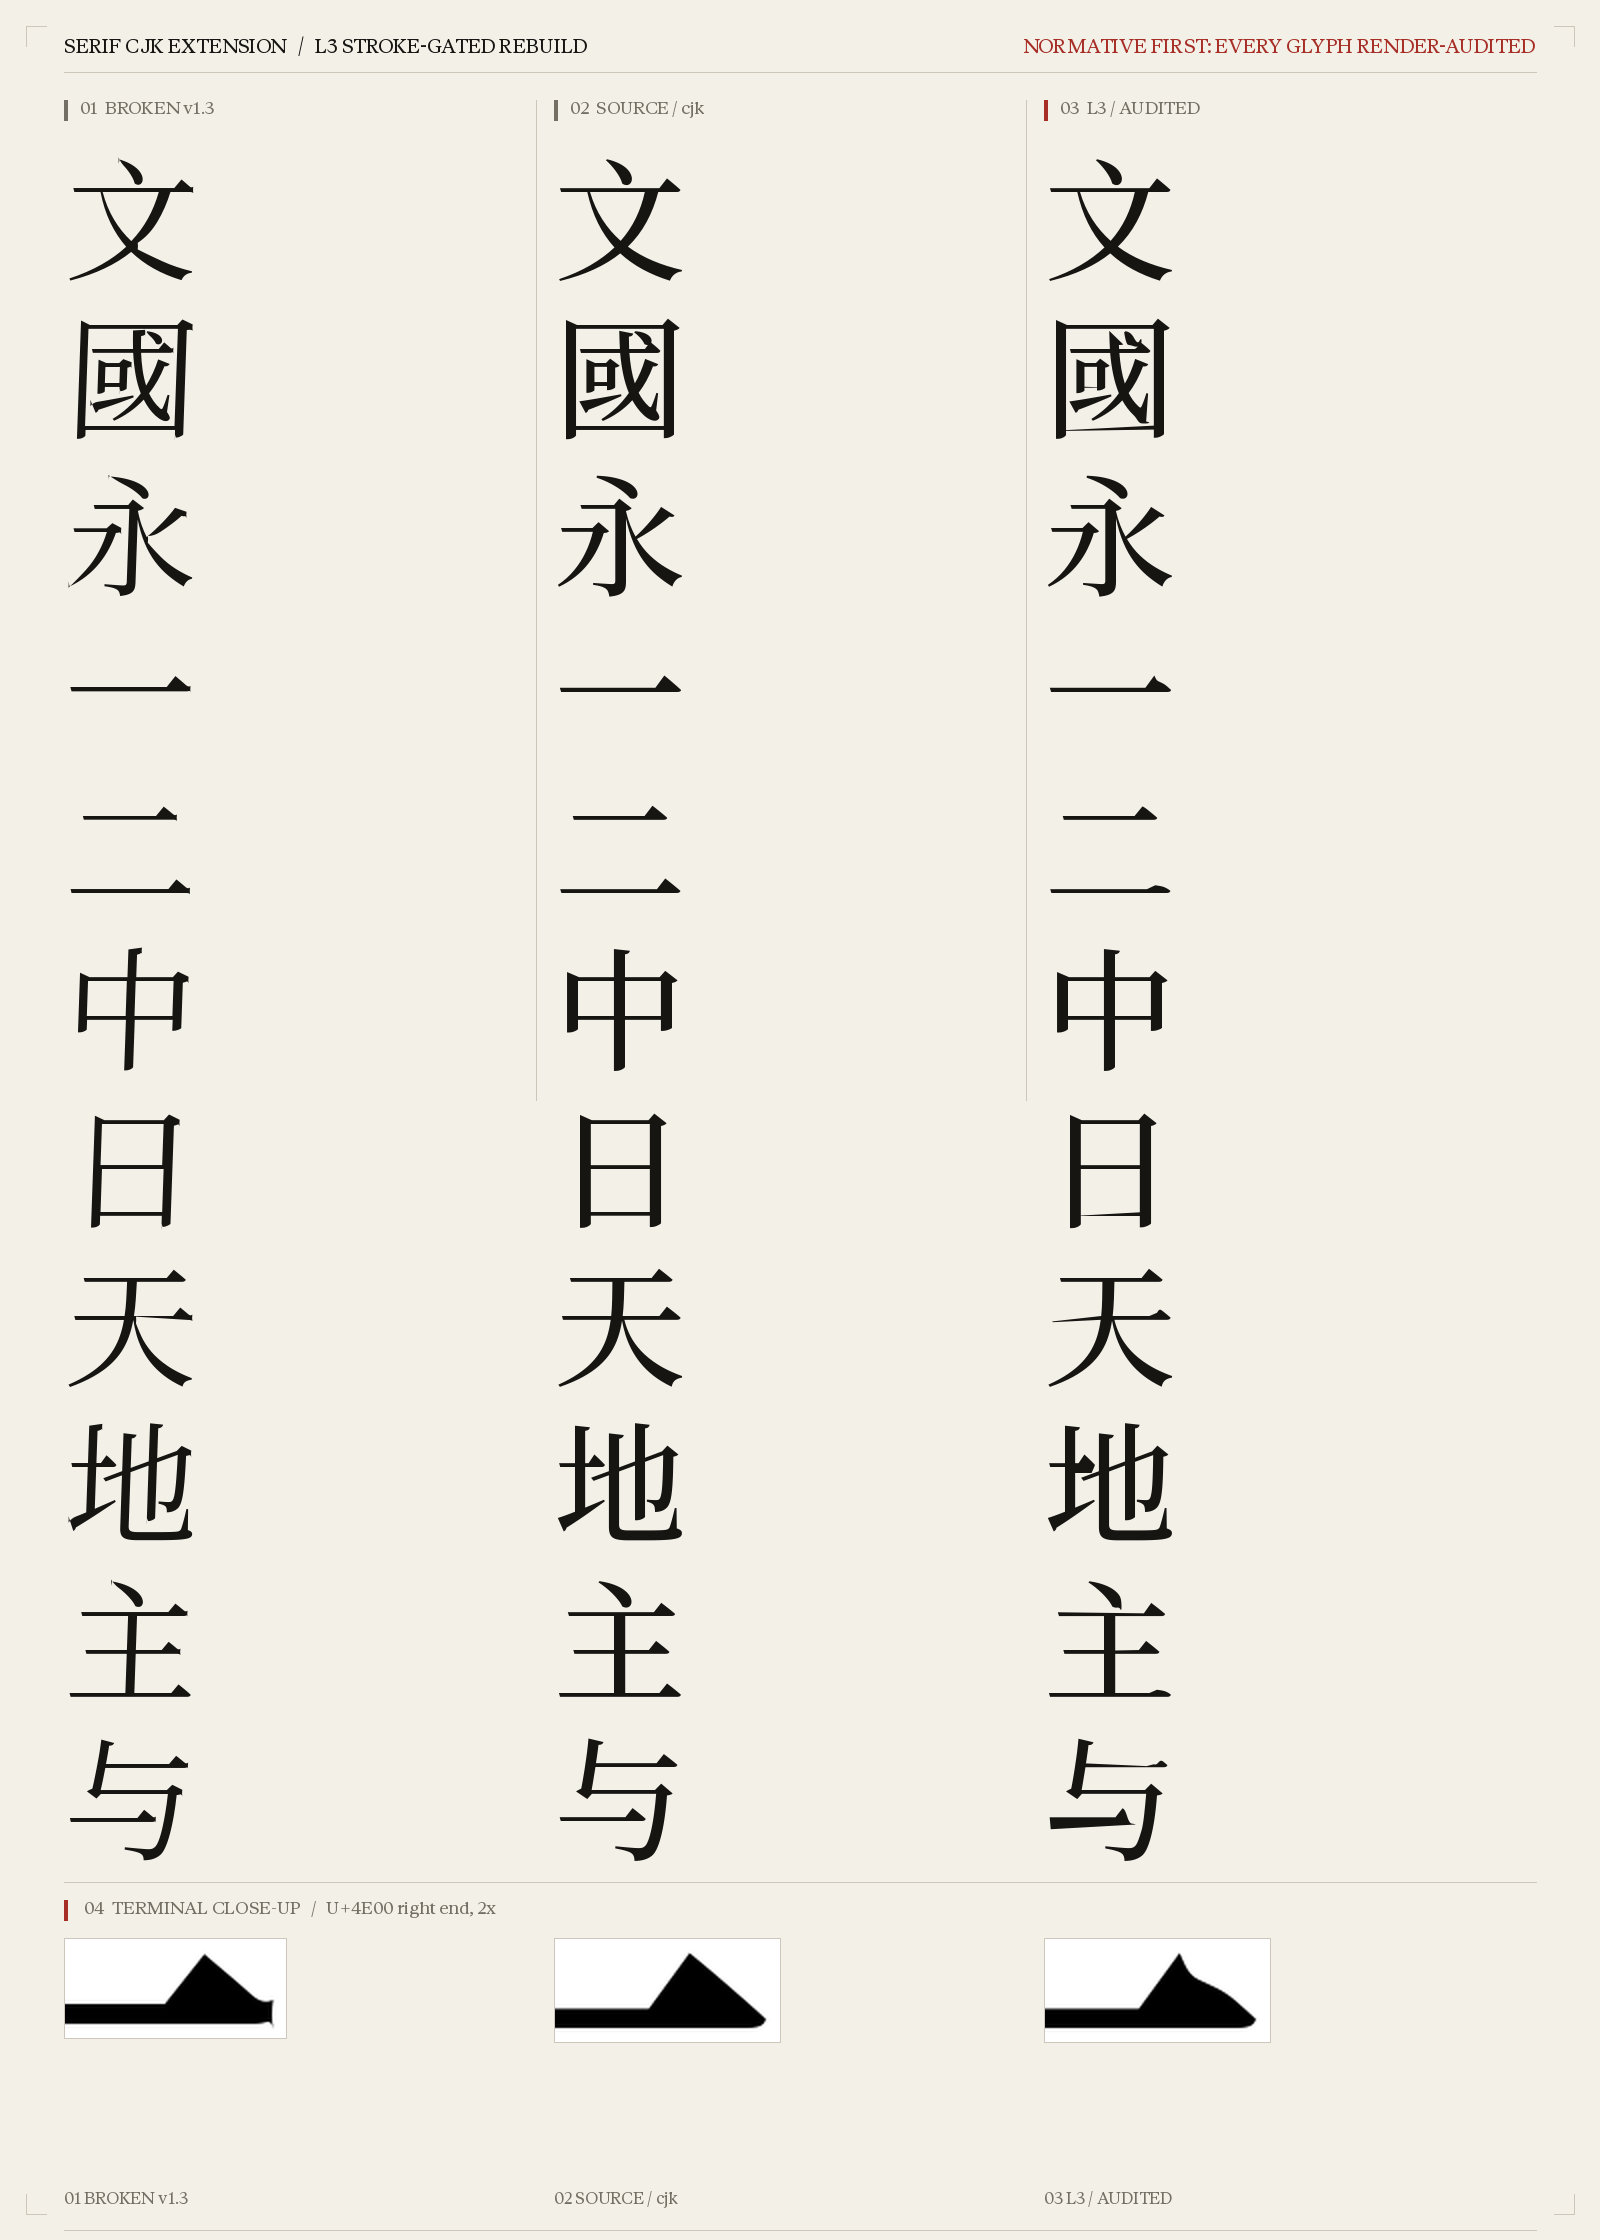 SERIF CJK EXTENSION / L3 STROKE-GATED REBUILD
NORMATIVE FIRST: EVERY GLYPH RENDER-AUDITED
01 BROKEN v1.3
02 SOURCE / cjk
03 L3 / AUDITED
文 文 文
國 國 國
永 永 永
一 一 一
二 二 二
中 中 中
日 日 日
天 天 天
地 地 地
主 主 主
与 与 与
04 TERMINAL CLOSE-UP / U+4E00 right end, 2x
01 BROKEN v1.3
02 SOURCE / cjk
03 L3 / AUDITED